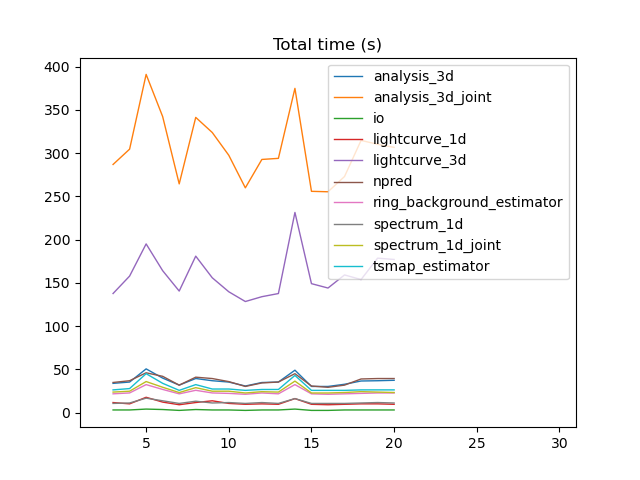 Total time (s)
400
350
300
250
200
150
100
50
0
analysis_3d
analysis_3d_joint
io
lightcurve_1d
lightcurve_3d
npred
ring_background_estimator
spectrum_1d
spectrum_1d_joint
tsmap_estimator
5 10 15 20 25 30